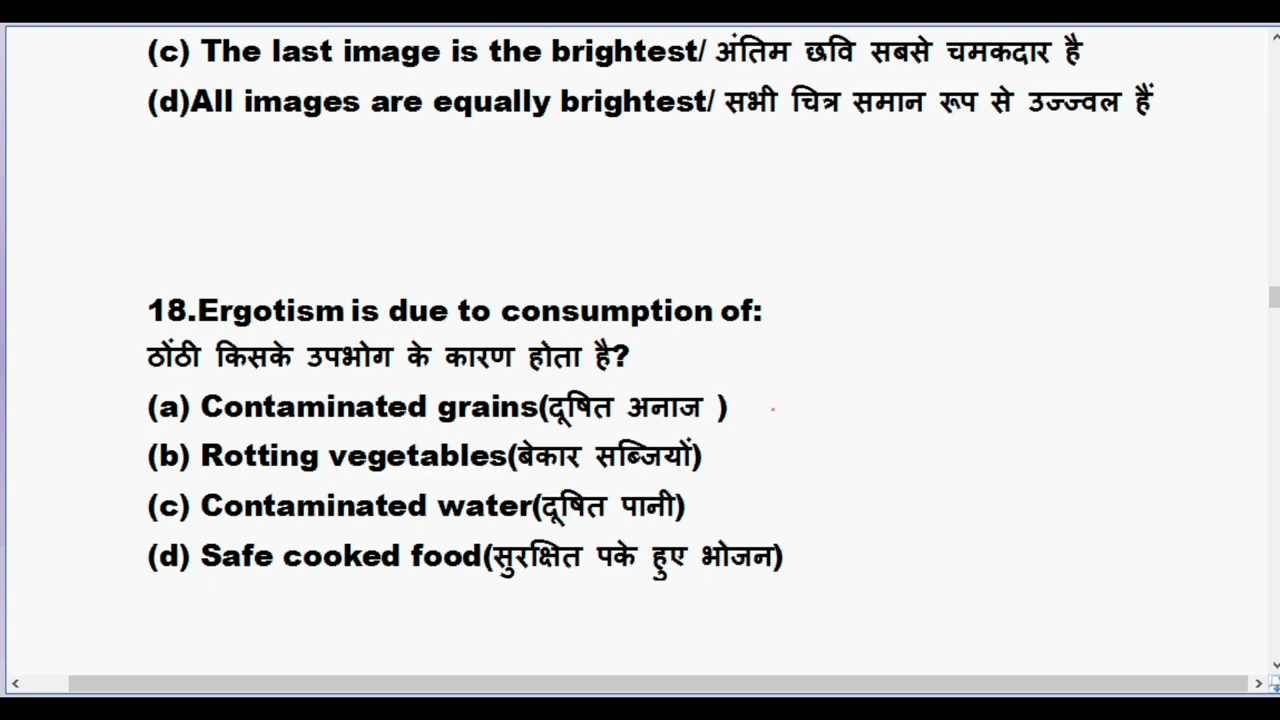 (c) The last image is the brightest/ अंतिम छवि सबसे चमकदार है
(d)All images are equally brightest/ सभी चित्र समान रूप से उज्ज्वल हैं
18.Ergotism is due to consumption of:
ठोंठी किसके उपभोग के कारण होता है?
(a) Contaminated grains(दूषित अनाज )
(b) Rotting vegetables(बेकार सब्जियों)
(c) Contaminated water(दूषित पानी)
(d) Safe cooked food(सुरक्षित पके हुए भोजन)